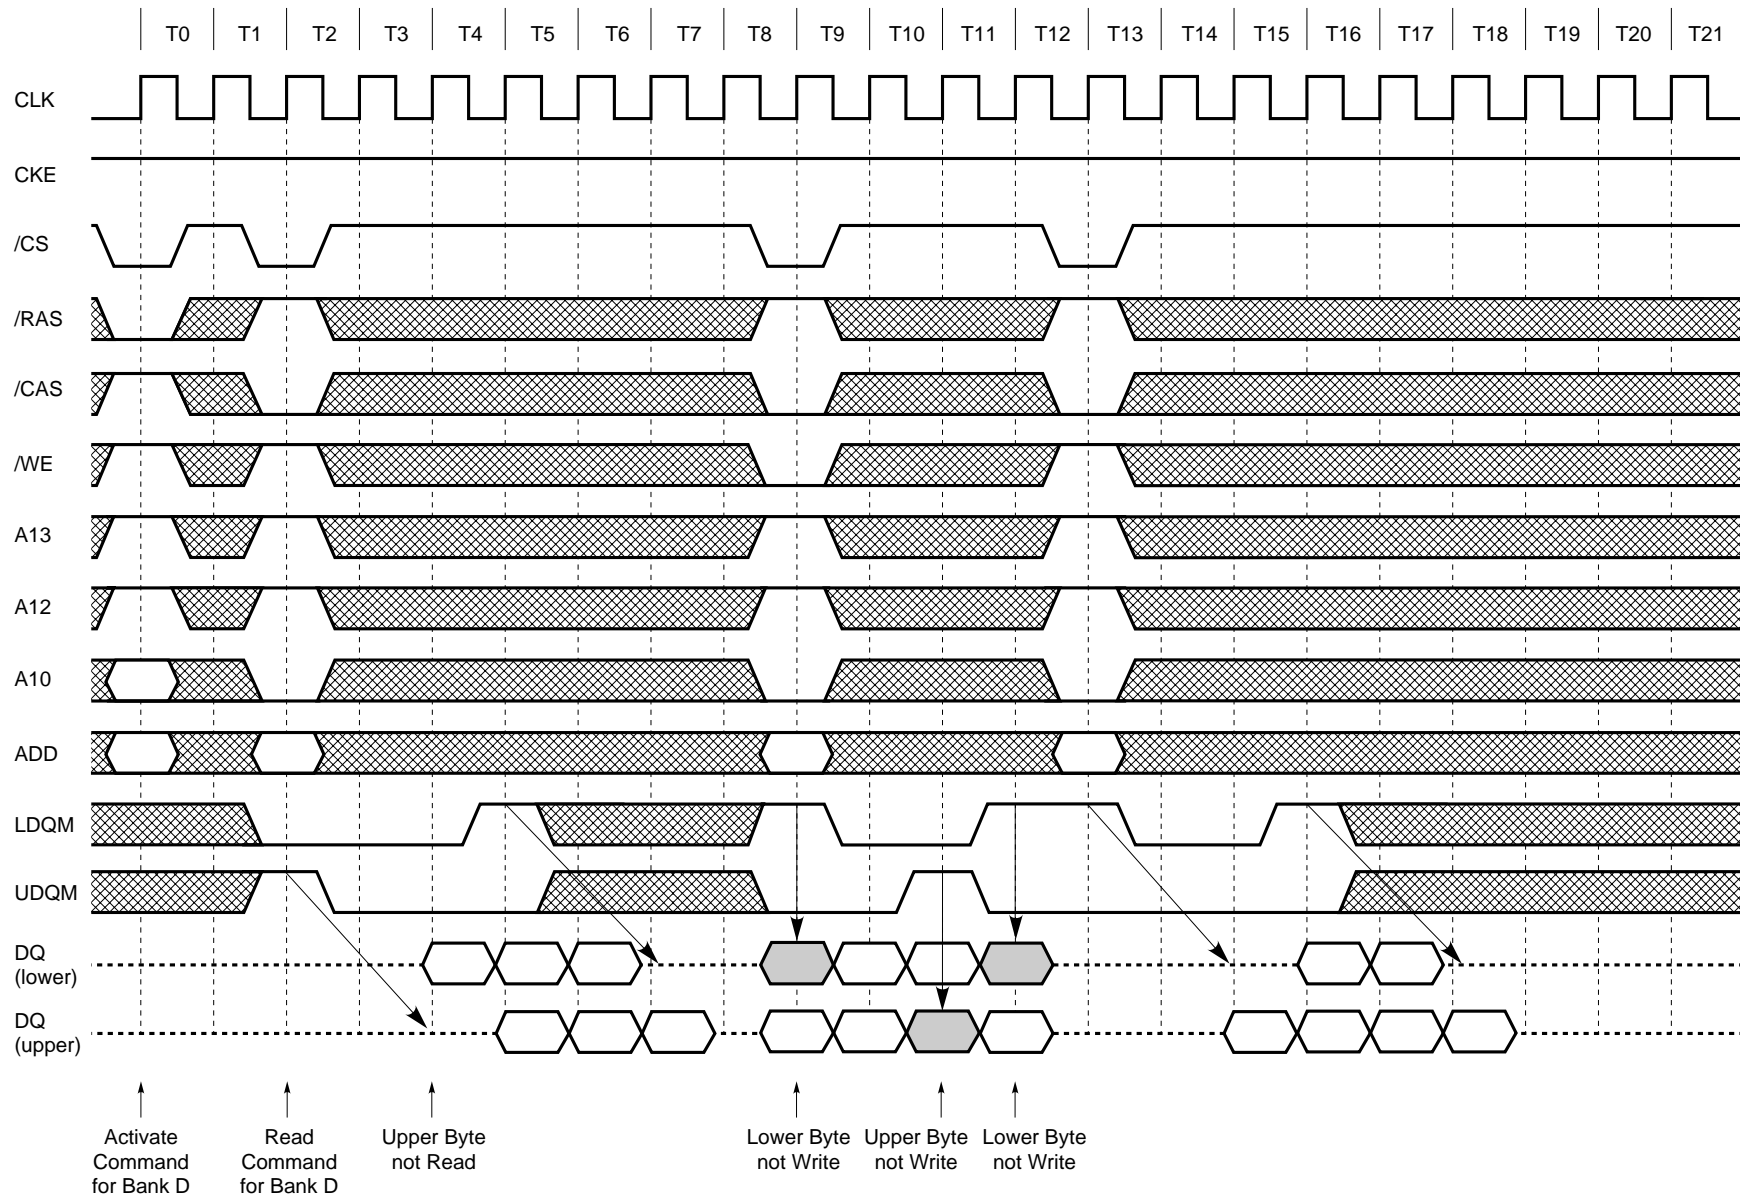 T0 T1 T2 T3 T4 T5 T6 T7 T8 T9 T10 T11 T12 T13 T14 T15 T16 T17 T18 T19 T20 T21
CLK
CKE
/CS
/RAS
/CAS
/WE
A13
A12
A10
ADD
LDQM
UDQM
DQ
(lower)
DQ
(upper)
Activate
Command
for Bank D
Read
Command
for Bank D
Upper Byte
not Read
Lower Byte
not Write
Upper Byte
not Write
Lower Byte
not Write